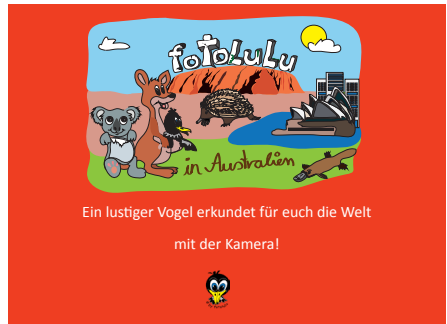 foToLuLu
in Australien
Ein lustiger Vogel erkundet für euch die Welt
mit der Kamera!